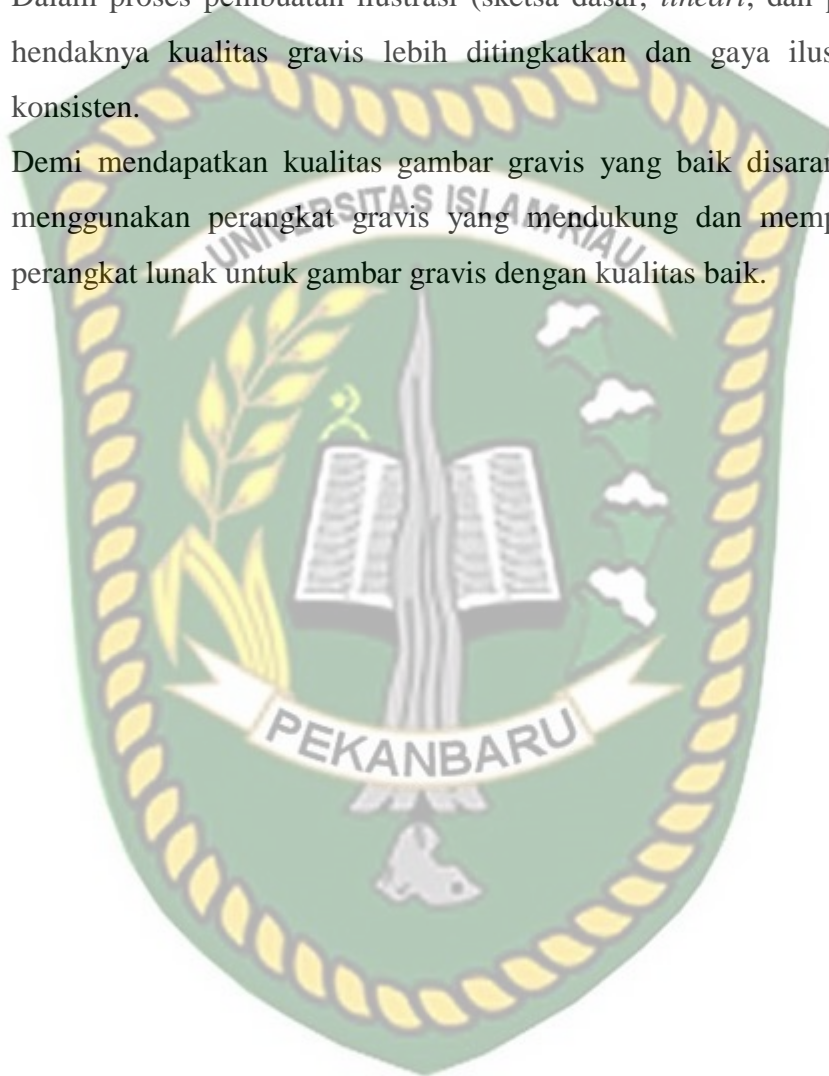 Dalam proses pembuatan ilustrasi (sketsa dasar, lineart, dan p
hendaknya kualitas gravis lebih ditingkatkan dan gaya ilus
konsisten.
Demi mendapatkan kualitas gambar gravis yang baik
menggunakan perangkat gravis yang mendukung dan memp
perangkat lunak untuk gambar gravis dengan kualitas baik.
UNIVERSITAS ISLAM RIAU
PEKANBARU